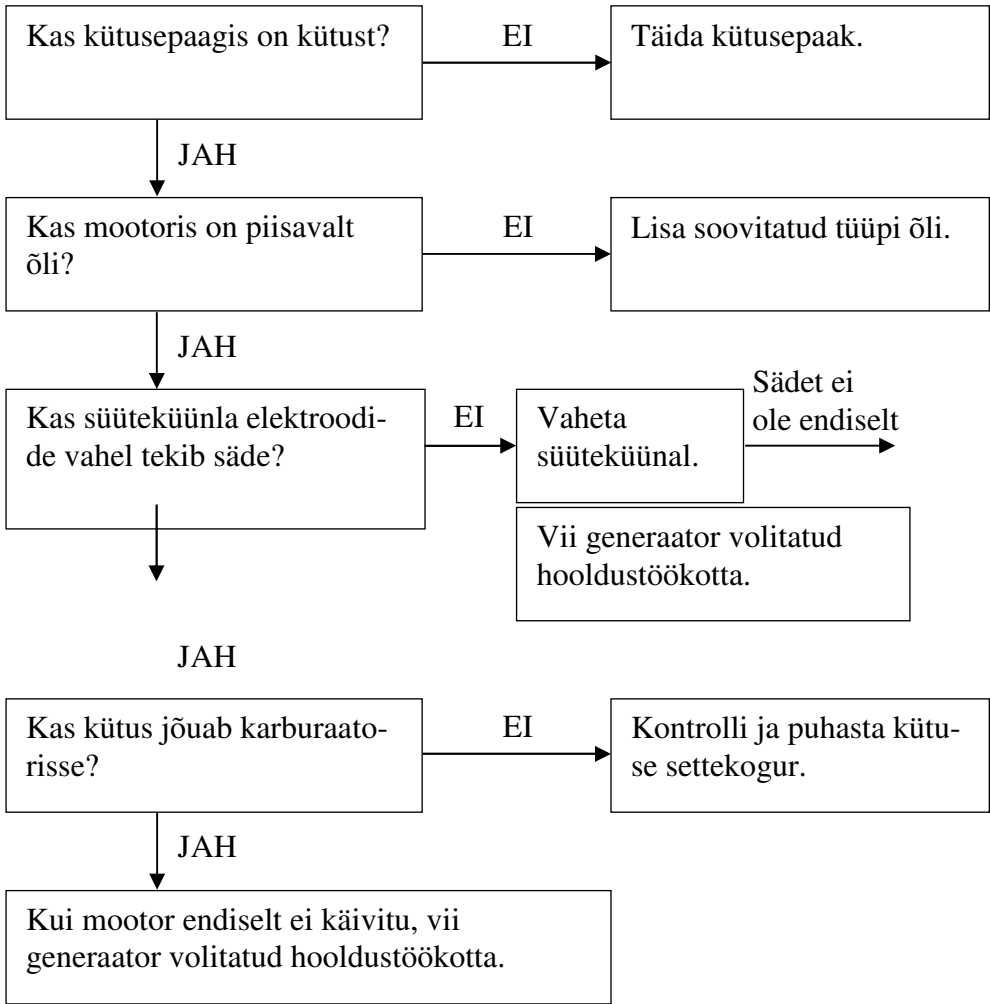 Kas kütusepaagis on kütust?
EI
Täida kütusepaak.
JAH
Kas mootoris on piisavalt
õli?
EI
Lisa soovitatud tüüpi õli.
JAH
Kas süüteküünla elektroodi-
de vahel tekib säde?
EI
Vaheta
süüteküünal.
Sädet ei
ole endiselt
Vii generaator volitatud
hooldustöökotta.
JAH
Kas kütus jõuab karburaato-
risse?
EI
Kontrolli ja puhasta kütu-
se settekogur.
JAH
Kui mootor endiselt ei käivitu, vii
generaator volitatud hooldustöökotta.